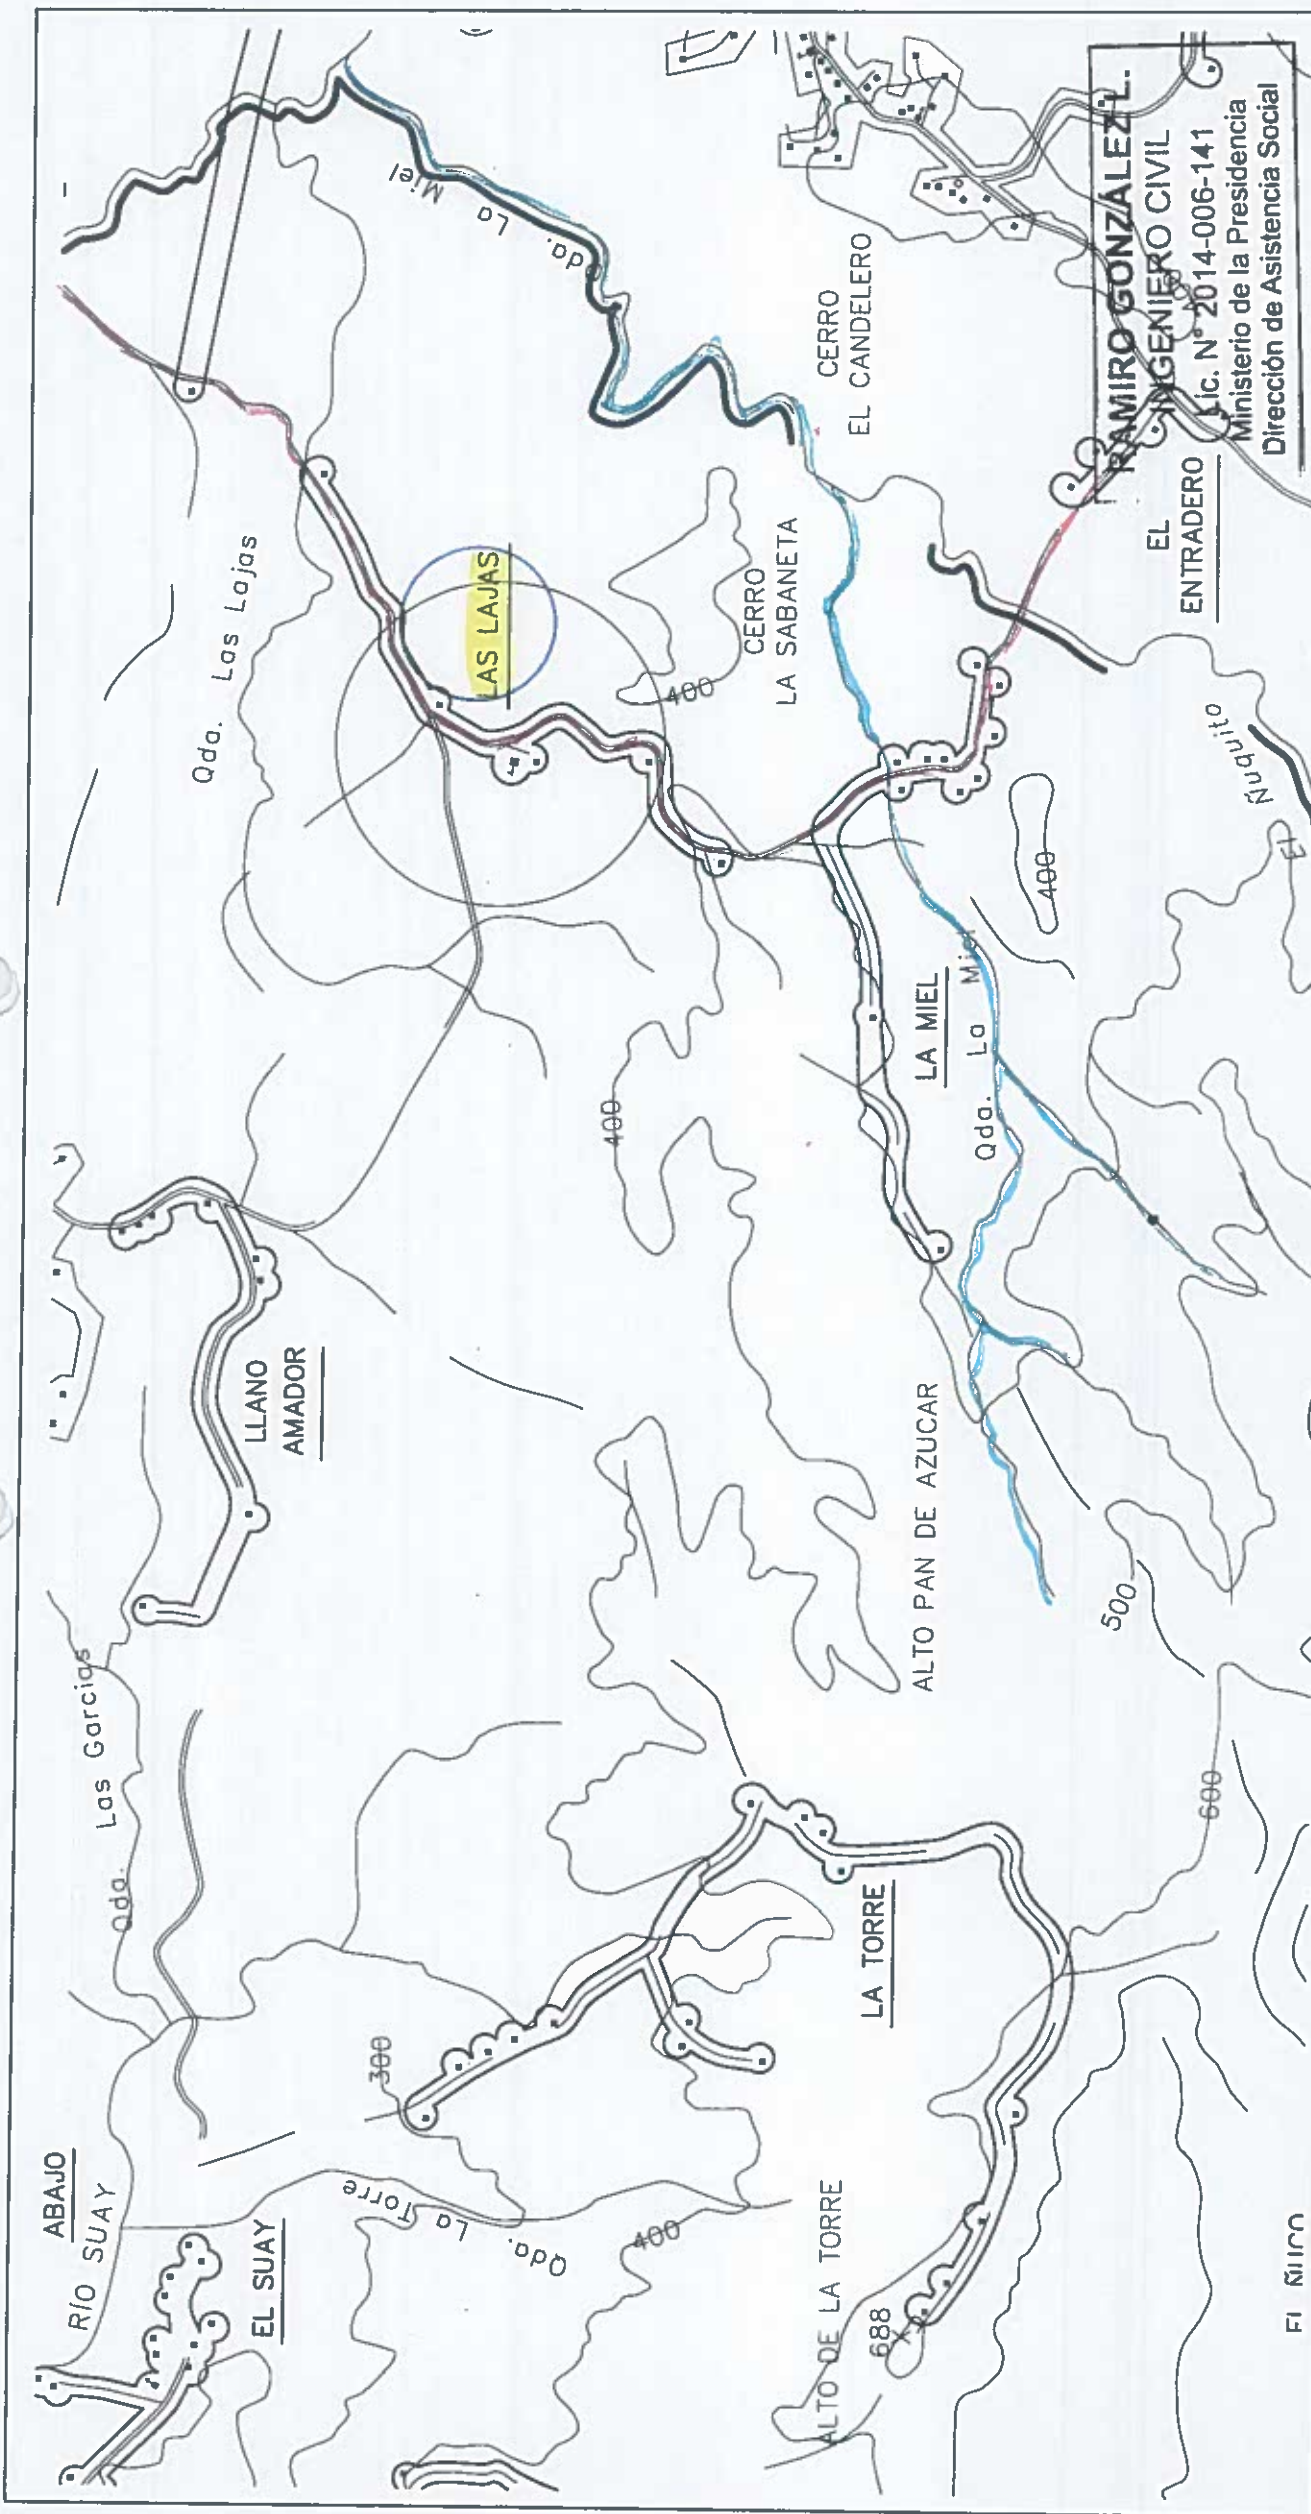 ABAJO
RÍO SUAY
EL SUAY
Qda. Las Garcias
LLANO
AMADOR
Qda. La Torre
300
400
ALTO DE LA TORRE
688
LA TORRE
600
500
ALTO PAN DE AZUCAR
400
Qda. La Miel
LA MIEL
400
El Ñuquito
Qda. Las Lajas
LAS LAJAS
400
CERRO
LA SABANETA
CERRO
EL CANDELERO
Qda. La Miel
EL
ENTRADERO
RAMIRO GONZÁLEZ L.
INGENIERO CIVIL
Lic. N° 2014-006-141
Ministerio de la Presidencia
Dirección de Asistencia Social